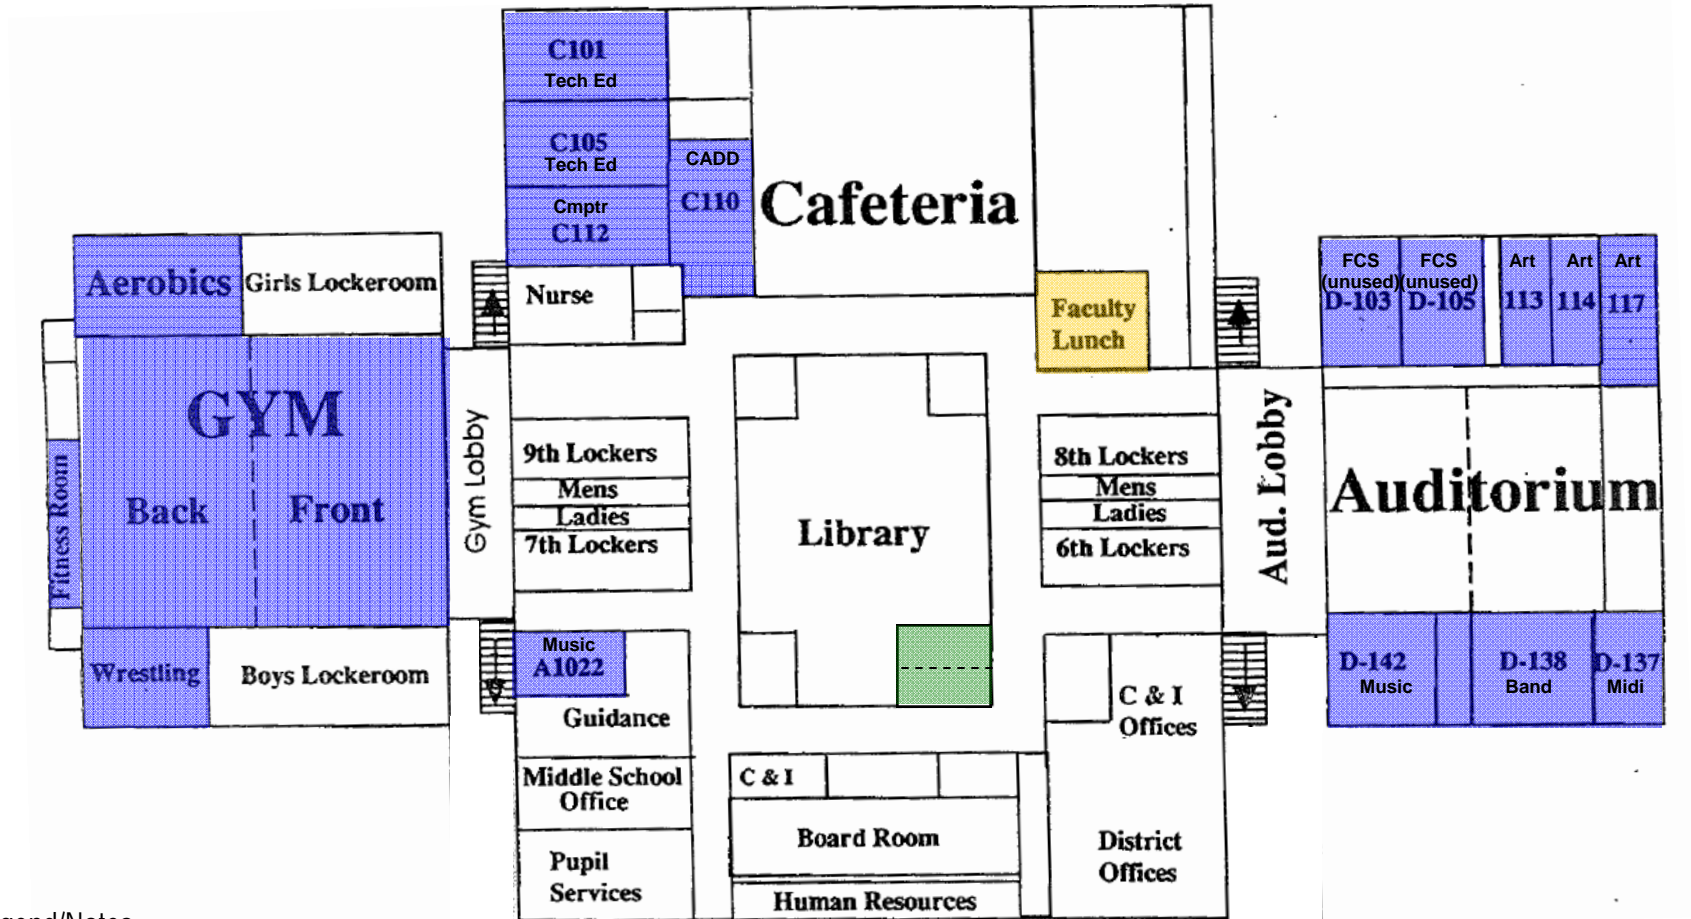 C101
Tech Ed
C105
Tech Ed
CADD
C110
Cmptr
C112
Cafeteria
Nurse
Faculty
Lunch
Aerobics
Girls Lockeroom
GYM
Back
Front
Fitness Room
Gym Lobby
Wrestling
Boys Lockeroom
9th Lockers
Mens
Ladies
7th Lockers
Library
8th Lockers
Mens
Ladies
6th Lockers
Aud. Lobby
FCS
(unused)
D-103
FCS
(unused)
D-105
Art
113
Art
114
Art
117
Auditorium
D-142
Music
D-138
Band
D-137
Midi
Music
A1022
Guidance
Middle School
Office
Pupil
Services
C & I
Board Room
Human Resources
C & I
Offices
District
Offices